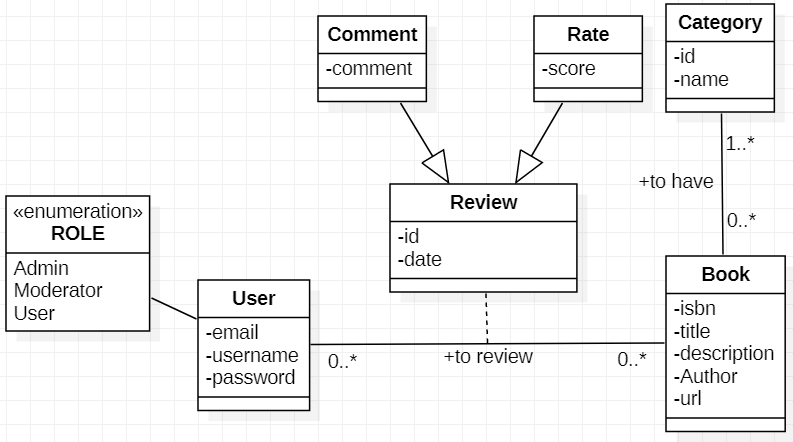 Comment
-comment
Rate
-score
Category
-id
-name
1..*
+to have
0..*
«enumeration»
ROLE
Admin
Moderator
User
Review
-id
-date
User
-email
-username
-password
0..*
+to review
0..*
Book
-isbn
-title
-description
-Author
-url